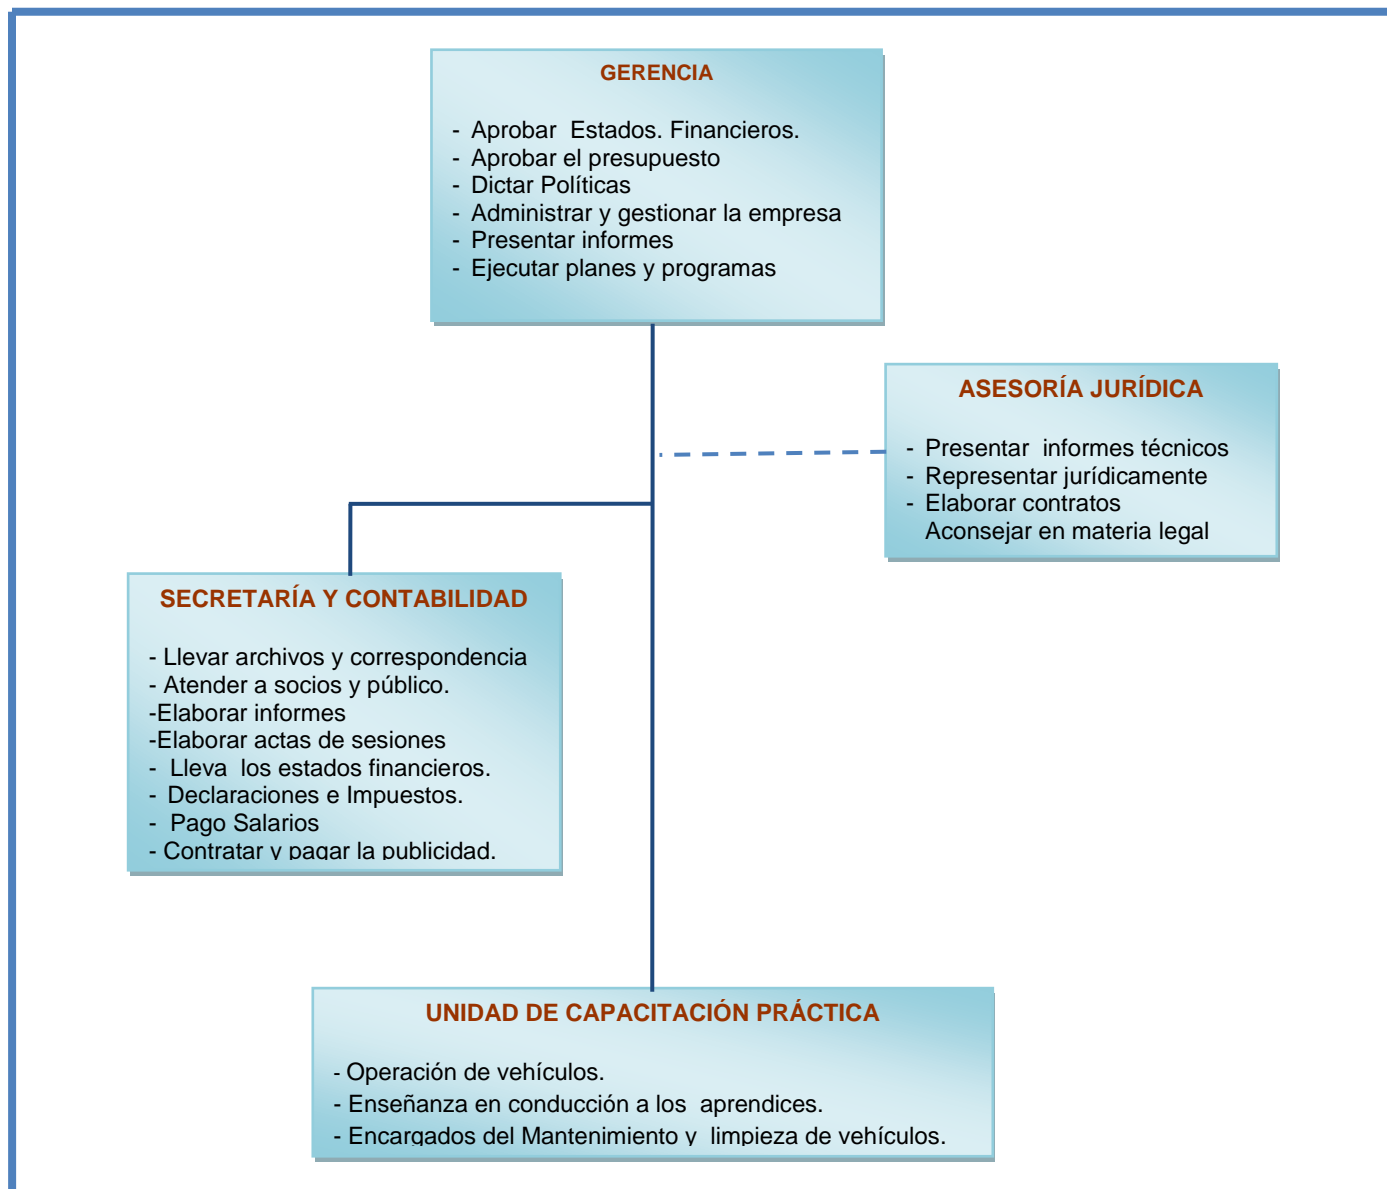 GERENCIA
- Aprobar Estados. Financieros.
- Aprobar el presupuesto
- Dictar Políticas
- Administrar y gestionar la empresa
- Presentar informes
- Ejecutar planes y programas
ASESORÍA JURÍDICA
- Presentar informes técnicos
- Representar jurídicamente
- Elaborar contratos
Aconsejar en materia legal
SECRETARÍA Y CONTABILIDAD
- Llevar archivos y correspondencia
- Atender a socios y público.
-Elaborar informes
-Elaborar actas de sesiones
- Lleva los estados financieros.
- Declaraciones e Impuestos.
- Pago Salarios
- Contratar y pagar la publicidad.
UNIDAD DE CAPACITACIÓN PRÁCTICA
- Operación de vehículos.
- Enseñanza en conducción a los aprendices.
- Encargados del Mantenimiento y limpieza de vehículos.